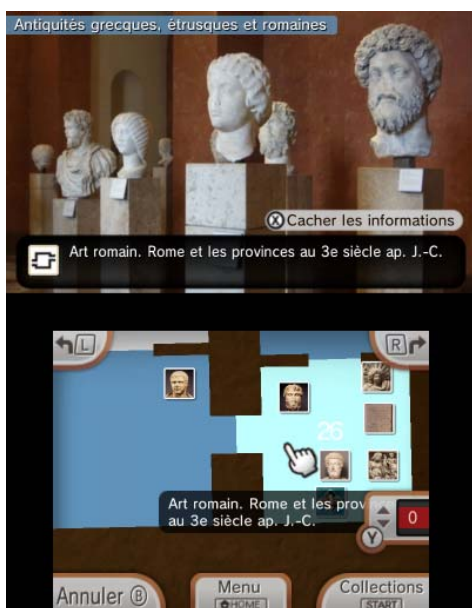 Antiquités grecques, étrusques et romaines
X Cacher les informations
Art romain. Rome et les provinces au 3e siècle ap. J.-C.
L
R
26
Art romain. Rome et les prov
au 3e siècle ap. J.-C.
0
Y
Annuler B
Menu
HOME
Collections
START